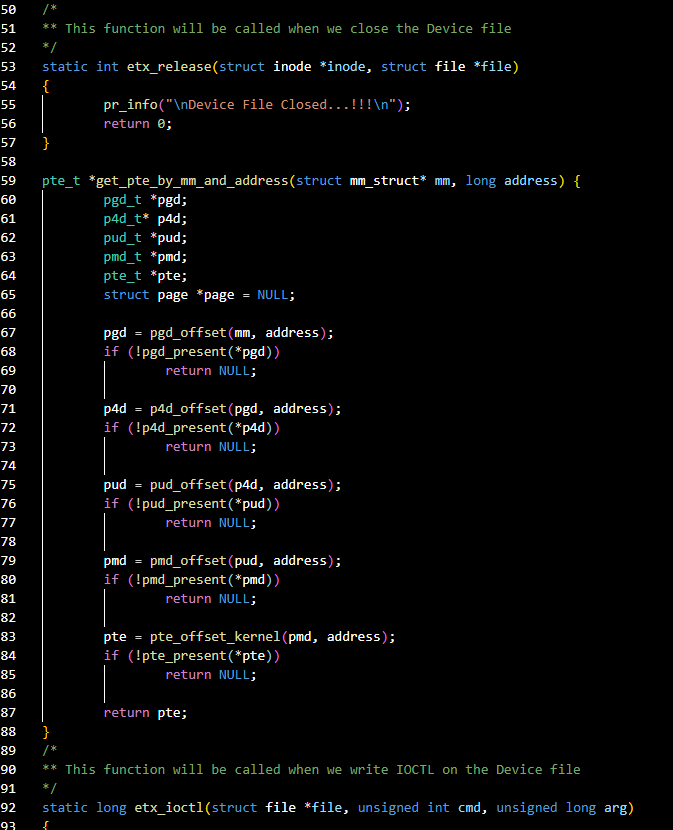 50 /*
51 ** This function will be called when we close the Device file
52 */
53 static int etx_release(struct inode *inode, struct file *file)
54 {
55         pr_info("\nDevice File Closed...!!!\n");
56         return 0;
57 }
58
59 pte_t *get_pte_by_mm_and_address(struct mm_struct* mm, long address) {
60         pgd_t *pgd;
61         p4d_t* p4d;
62         pud_t *pud;
63         pmd_t *pmd;
64         pte_t *pte;
65         struct page *page = NULL;
66
67         pgd = pgd_offset(mm, address);
68         if (!pgd_present(*pgd))
69                 return NULL;
70
71         p4d = p4d_offset(pgd, address);
72         if (!p4d_present(*p4d))
73                 return NULL;
74
75         pud = pud_offset(p4d, address);
76         if (!pud_present(*pud))
77                 return NULL;
78
79         pmd = pmd_offset(pud, address);
80         if (!pmd_present(*pmd))
81                 return NULL;
82
83         pte = pte_offset_kernel(pmd, address);
84         if (!pte_present(*pte))
85                 return NULL;
86
87         return pte;
88 }
89 /*
90 ** This function will be called when we write IOCTL on the Device file
91 */
92 static long etx_ioctl(struct file *file, unsigned int cmd, unsigned long arg)
93 {